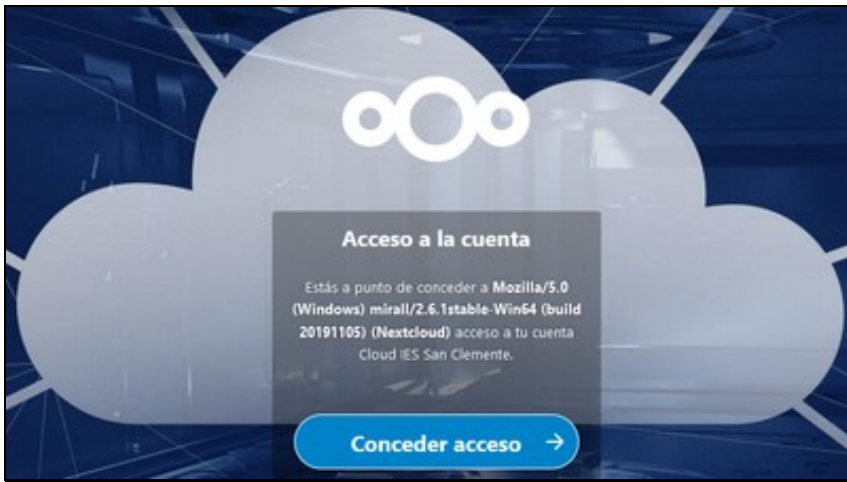 Acceso a la cuenta
Estás a punto de conceder a Mozilla/5.0
(Windows) mirall/2.6.1stable-Win64 (build
20191105) (Nextcloud) acceso a tu cuenta
Cloud IES San Clemente.
Conceder acceso →